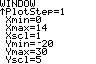 WINDOW
↑PlotStep=1
Xmin=0
Xmax=14
Xscl=1
Ymin=-20
Ymax=30
Yscl=5